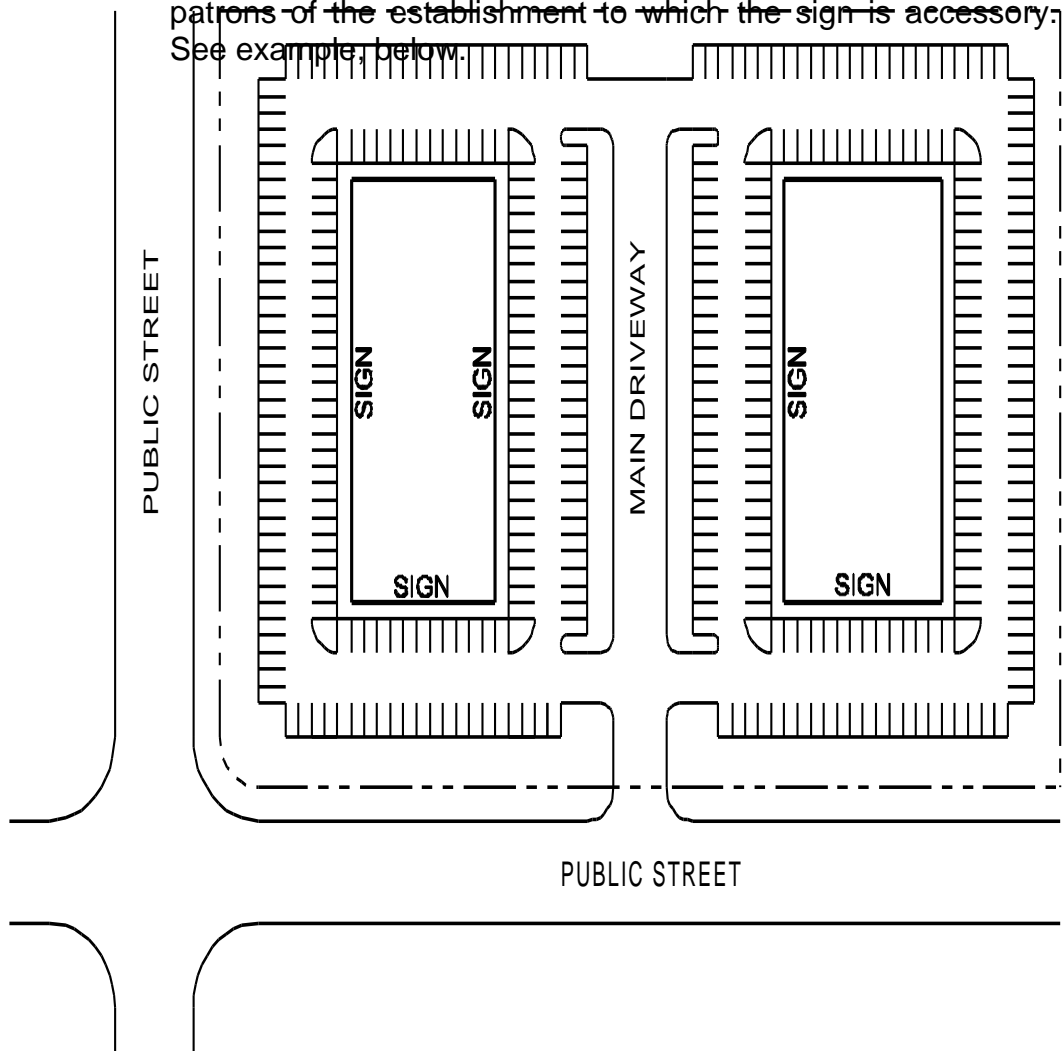 patrons of the establishment to which the sign is accessory.
See example, below.
PUBLIC STREET
SIGN
SIGN
MAIN DRIVEWAY
SIGN
SIGN
SIGN
PUBLIC STREET